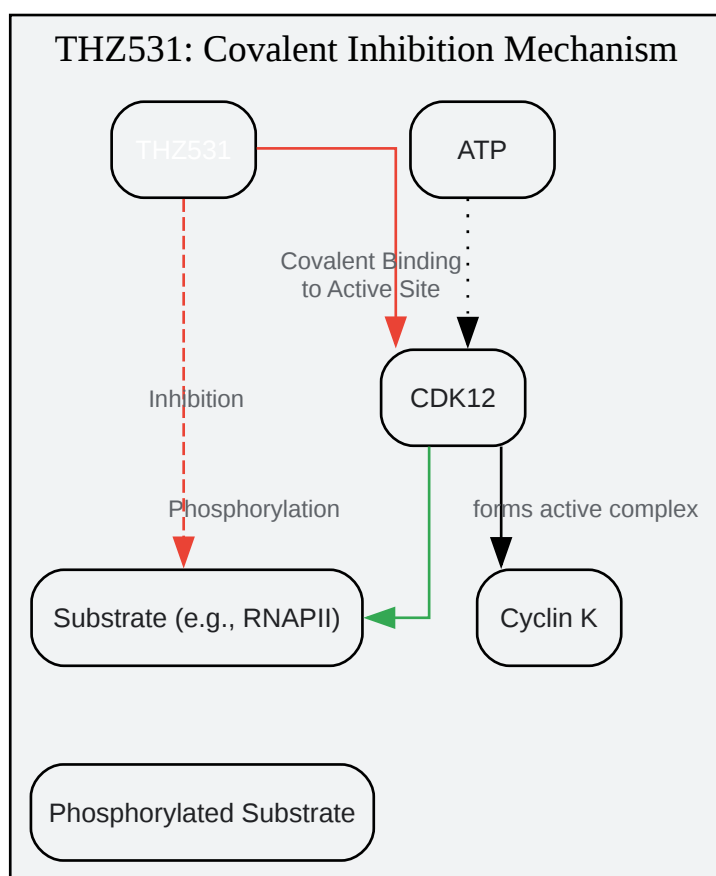 THZ531: Covalent Inhibition Mechanism
THZ531
ATP
Covalent Binding
to Active Site
CDK12
Inhibition
Phosphorylation
forms active complex
Substrate (e.g., RNAPII)
Cyclin K
Phosphorylated Substrate